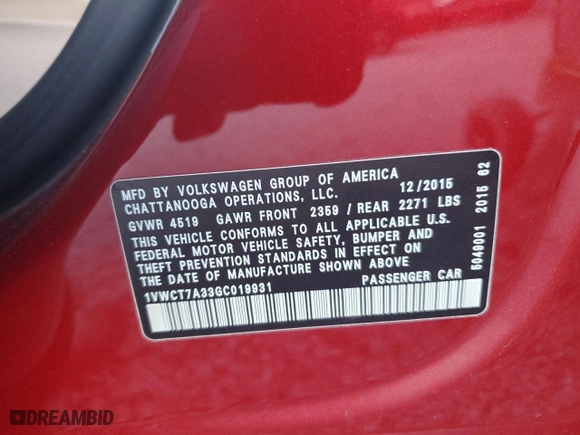 MFD BY VOLKSWAGEN GROUP OF AMERICA
CHATTANOOGA OPERATIONS, LLC. 12/2015
GVWR 4519 GAWR FRONT 2359 / REAR 2271 LBS
THIS VEHICLE CONFORMS TO ALL APPLICABLE U.S.
FEDERAL MOTOR VEHICLE SAFETY, BUMPER AND
THEFT PREVENTION STANDARDS IN EFFECT ON
THE DATE OF MANUFACTURE SHOWN ABOVE
1VWCT7A33GC019931 PASSENGER CAR
5049001 2015 62
DREAMBID